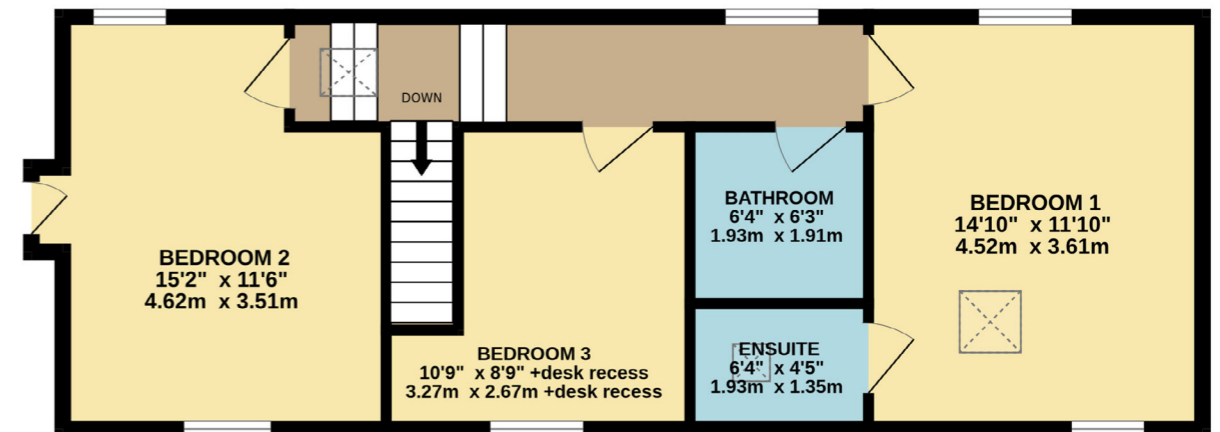 DOWN
BATHROOM
6'4" x 6'3"
1.93m x 1.91m
BEDROOM 1
14'10" x 11'10"
4.52m x 3.61m
BEDROOM 2
15'2" x 11'6"
4.62m x 3.51m
BEDROOM 3
10'9" x 8'9" +desk recess
3.27m x 2.67m +desk recess
ENSUITE
6'4" x 4'5"
1.93m x 1.35m